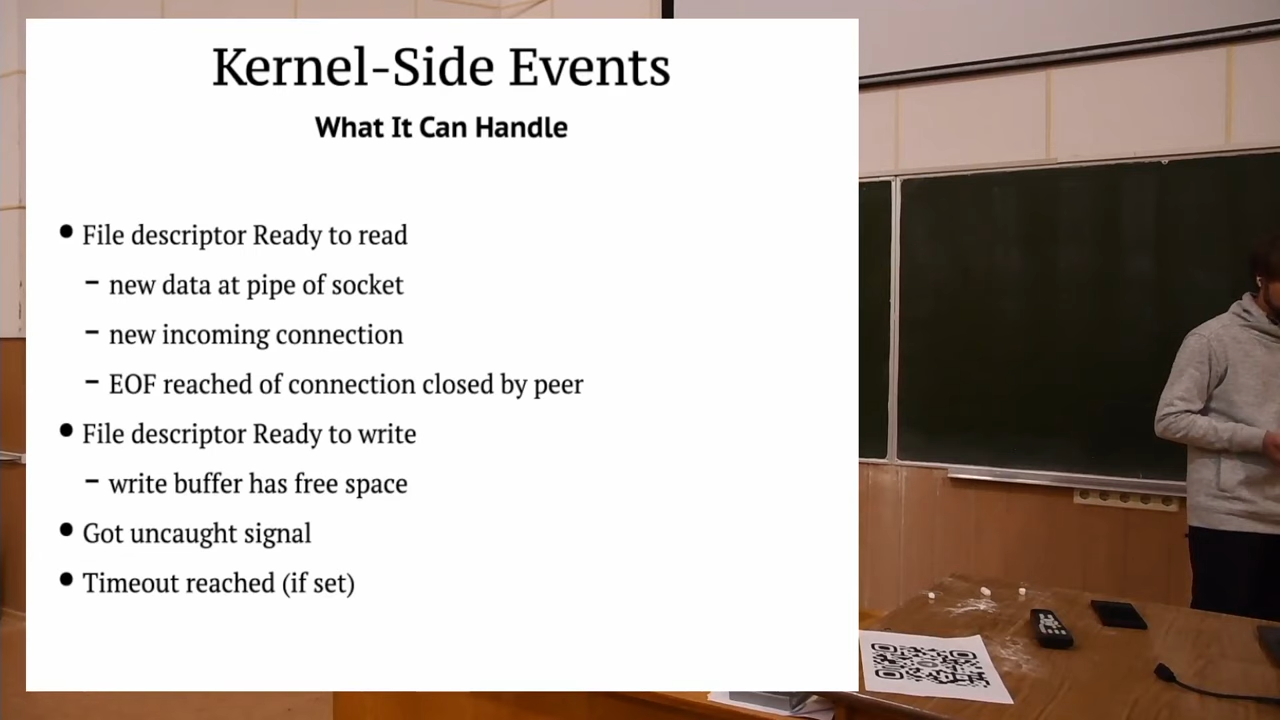 Kernel-Side Events
What It Can Handle
• File descriptor Ready to read
– new data at pipe of socket
– new incoming connection
– EOF reached of connection closed by peer
• File descriptor Ready to write
– write buffer has free space
• Got uncaught signal
• Timeout reached (if set)